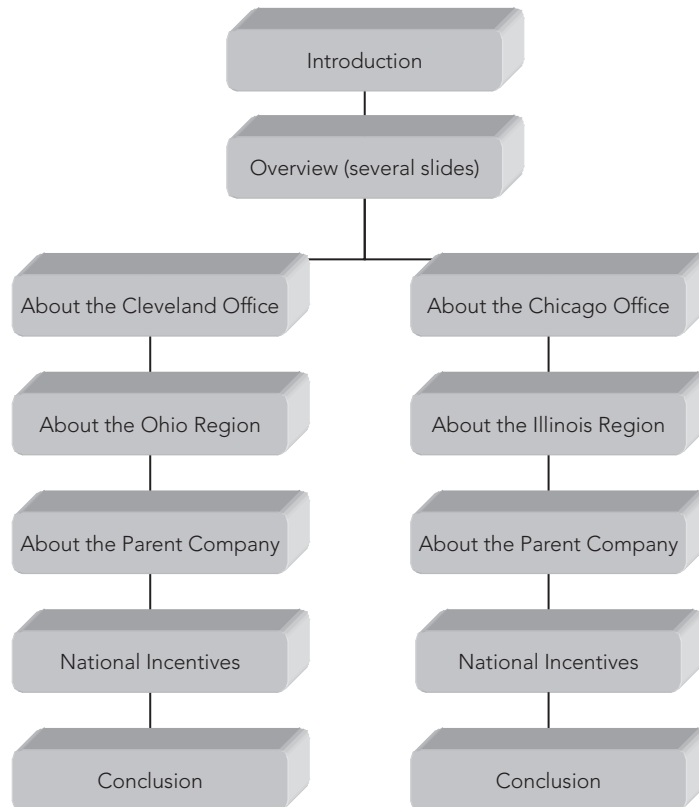 Introduction
Overview (several slides)
About the Cleveland Office
About the Chicago Office
About the Ohio Region
About the Illinois Region
About the Parent Company
About the Parent Company
National Incentives
National Incentives
Conclusion
Conclusion